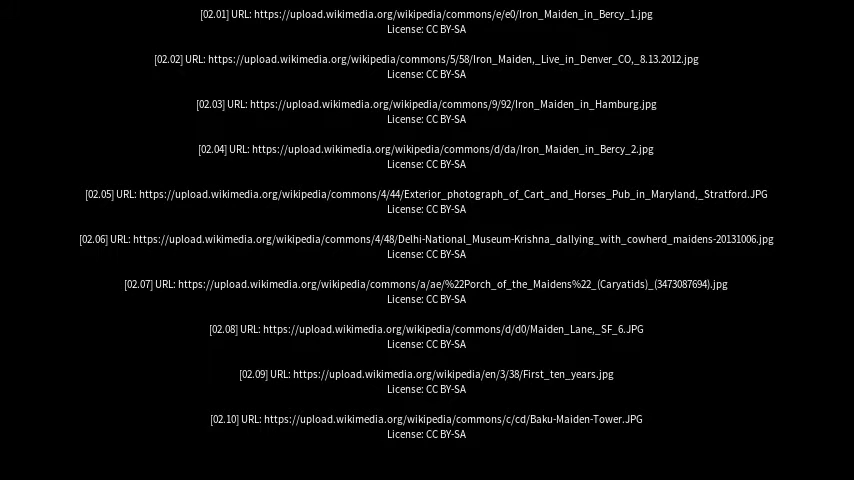 [02.01] URL: https://upload.wikimedia.org/wikipedia/commons/e/e0/Iron_Maiden_in_Bercy_1.jpg
License: CC BY-SA
[02.02] URL: https://upload.wikimedia.org/wikipedia/commons/5/58/Iron_Maiden,_Live_in_Denver_CO,_8.13.2012.jpg
License: CC BY-SA
[02.03] URL: https://upload.wikimedia.org/wikipedia/commons/9/92/Iron_Maiden_in_Hamburg.jpg
License: CC BY-SA
[02.04] URL: https://upload.wikimedia.org/wikipedia/commons/d/da/Iron_Maiden_in_Bercy_2.jpg
License: CC BY-SA
[02.05] URL: https://upload.wikimedia.org/wikipedia/commons/4/44/Exterior_photograph_of_Cart_and_Horses_Pub_in_Maryland,_Stratford.JPG
License: CC BY-SA
[02.06] URL: https://upload.wikimedia.org/wikipedia/commons/4/48/Delhi-National_Museum-Krishna_dallying_with_cowherd_maidens-20131006.jpg
License: CC BY-SA
[02.07] URL: https://upload.wikimedia.org/wikipedia/commons/a/ae/%22Porch_of_the_Maidens%22_(Caryatids)_(3473087694).jpg
License: CC BY-SA
[02.08] URL: https://upload.wikimedia.org/wikipedia/commons/d/d0/Maiden_Lane,_SF_6.JPG
License: CC BY-SA
[02.09] URL: https://upload.wikimedia.org/wikipedia/en/3/38/First_ten_years.jpg
License: CC BY-SA
[02.10] URL: https://upload.wikimedia.org/wikipedia/commons/c/cd/Baku-Maiden-Tower.JPG
License: CC BY-SA